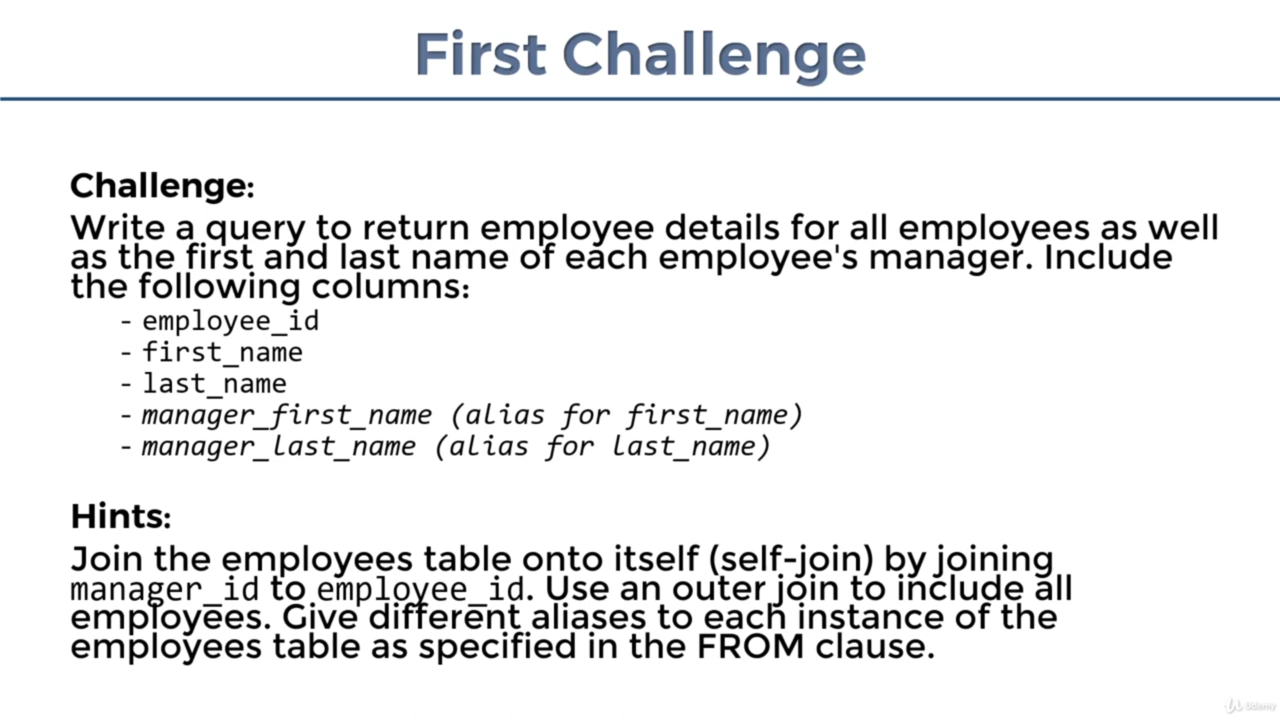 First Challenge
Challenge:
Write a query to return employee details for all employees as well
as the first and last name of each employee's manager. Include
the following columns:
- employee_id
- first_name
- last_name
- manager_first_name (alias for first_name)
- manager_last_name (alias for last_name)
Hints:
Join the employees table onto itself (self-join) by joining
manager_id to employee_id. Use an outer join to include all
employees. Give different aliases to each instance of the
employees table as specified in the FROM clause.
Udemy